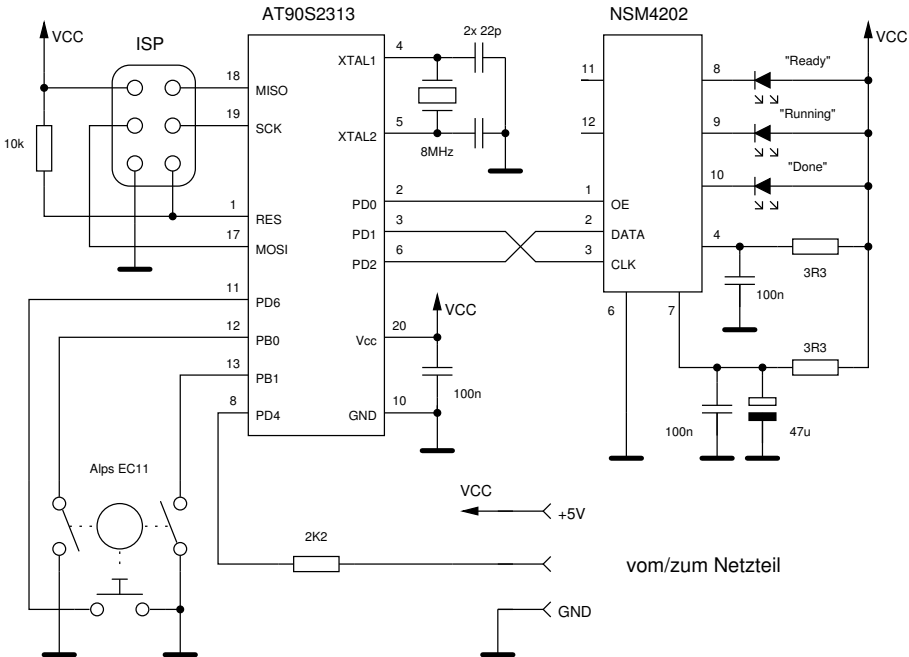 AT90S2313
NSM4202
VCC
ISP
10k
18
MISO
19
SCK
1
RES
17
MOSI
11
PD6
12
PB0
13
PB1
8
PD4
4
XTAL1
2x 22p
5
XTAL2
8MHz
2
PD0
3
PD1
6
PD2
VCC
20
Vcc
100n
10
GND
11
12
1
OE
2
DATA
3
CLK
6
7
8
"Ready"
9
"Running"
10
"Done"
4
VCC
3R3
100n
3R3
100n
47u
Alps EC11
2K2
VCC
+5V
vom/zum Netzteil
GND